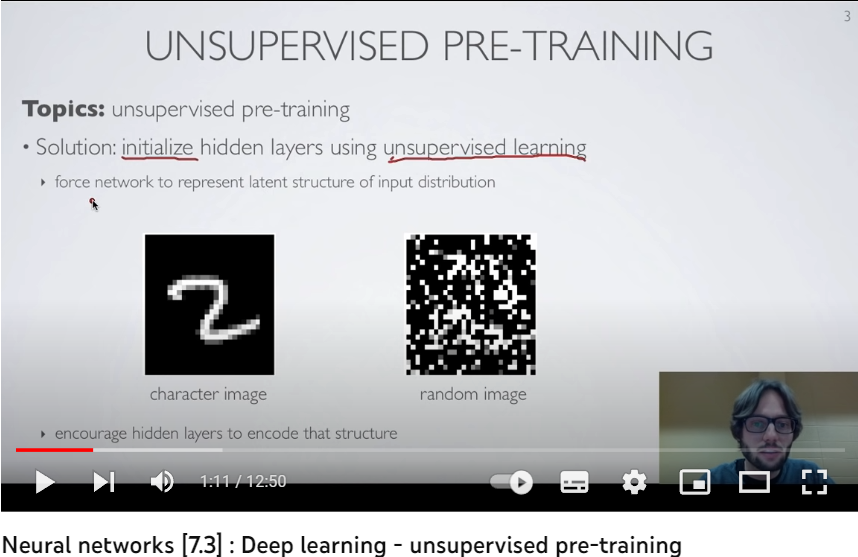 3
UNSUPERVISED PRE-TRAINING
Topics: unsupervised pre-training
• Solution: initialize hidden layers using unsupervised learning
‣ force network to represent latent structure of input distribution
character image
random image
‣ encourage hidden layers to encode that structure
1:11 / 12:50
Neural networks [7.3] : Deep learning - unsupervised pre-training